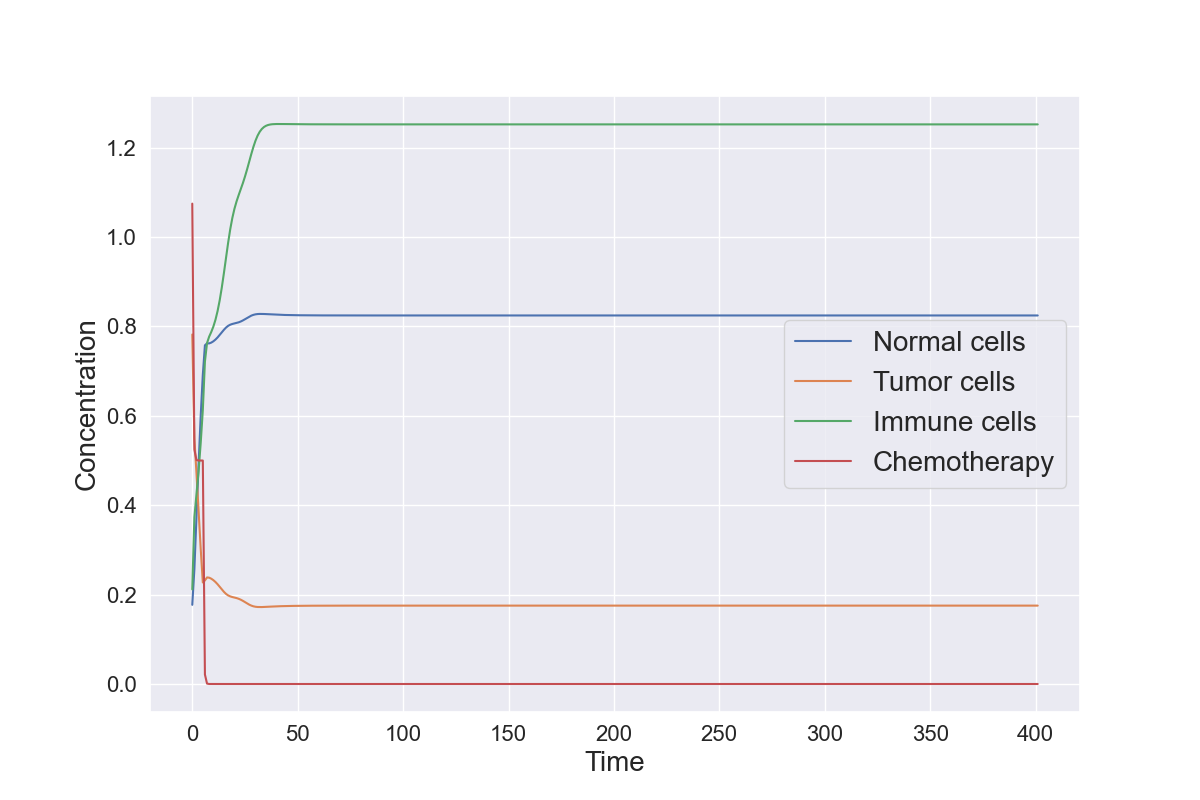 Concentration
1.2
1.0
0.8
0.6
0.4
0.2
0.0
Normal cells
Tumor cells
Immune cells
Chemotherapy
0 50 100 150 200 250 300 350 400
Time